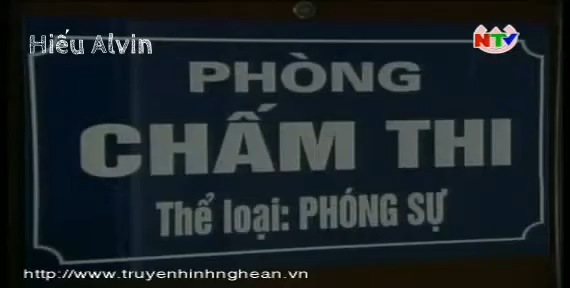 Hiếu Alvin
NTV
PHÒNG
CHẤM THI
Thể loại: PHÓNG SỰ
http://www.truyenhinhnghean.vn